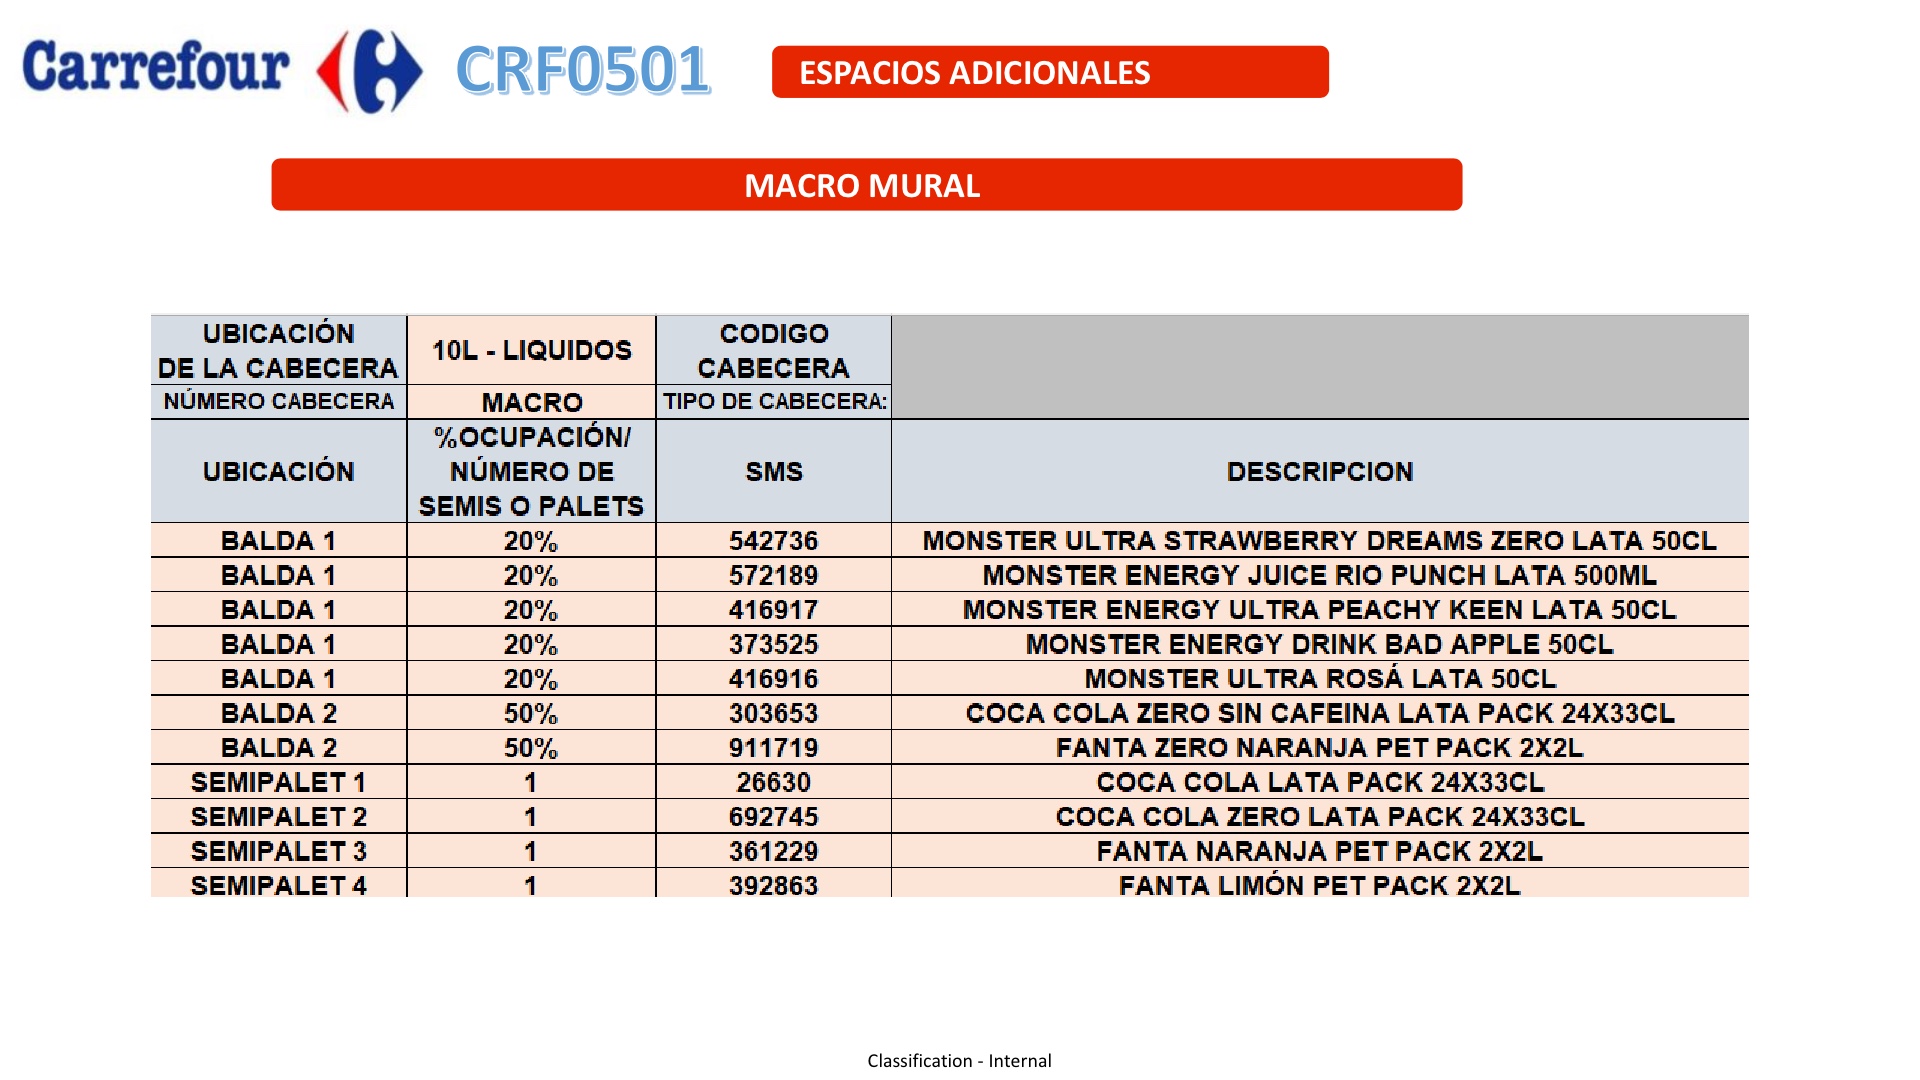 Carrefour CRF0501 ESPACIOS ADICIONALES
MACRO MURAL
UBICACIÓN DE LA CABECERA 10L - LIQUIDOS CODIGO CABECERA
NÚMERO CABECERA MACRO TIPO DE CABECERA:
UBICACIÓN %OCUPACIÓN/ NÚMERO DE SEMIS O PALETS SMS DESCRIPCION
BALDA 1 20% 542736 MONSTER ULTRA STRAWBERRY DREAMS ZERO LATA 50CL
BALDA 1 20% 572189 MONSTER ENERGY JUICE RIO PUNCH LATA 500ML
BALDA 1 20% 416917 MONSTER ENERGY ULTRA PEACHY KEEN LATA 50CL
BALDA 1 20% 373525 MONSTER ENERGY DRINK BAD APPLE 50CL
BALDA 1 20% 416916 MONSTER ULTRA ROSÁ LATA 50CL
BALDA 2 50% 303653 COCA COLA ZERO SIN CAFEINA LATA PACK 24X33CL
BALDA 2 50% 911719 FANTA ZERO NARANJA PET PACK 2X2L
SEMIPALET 1 1 26630 COCA COLA LATA PACK 24X33CL
SEMIPALET 2 1 692745 COCA COLA ZERO LATA PACK 24X33CL
SEMIPALET 3 1 361229 FANTA NARANJA PET PACK 2X2L
SEMIPALET 4 1 392863 FANTA LIMÓN PET PACK 2X2L
Classification - Internal